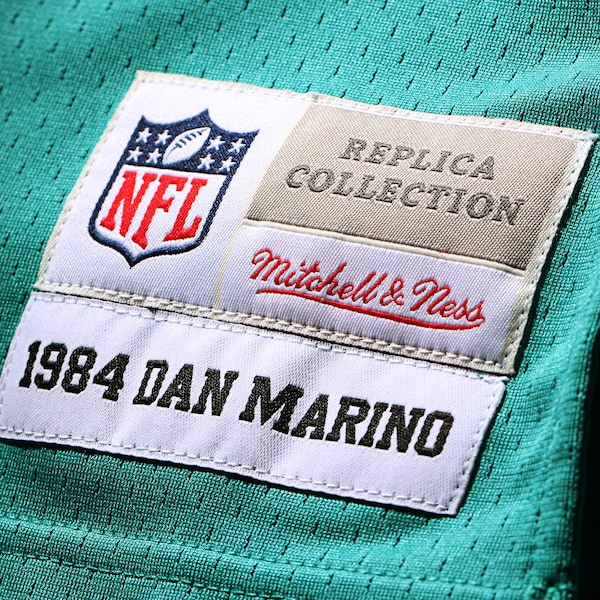 NFL
REPLICA
COLLECTION
Mitchell & Ness
1984 DAN MARINO